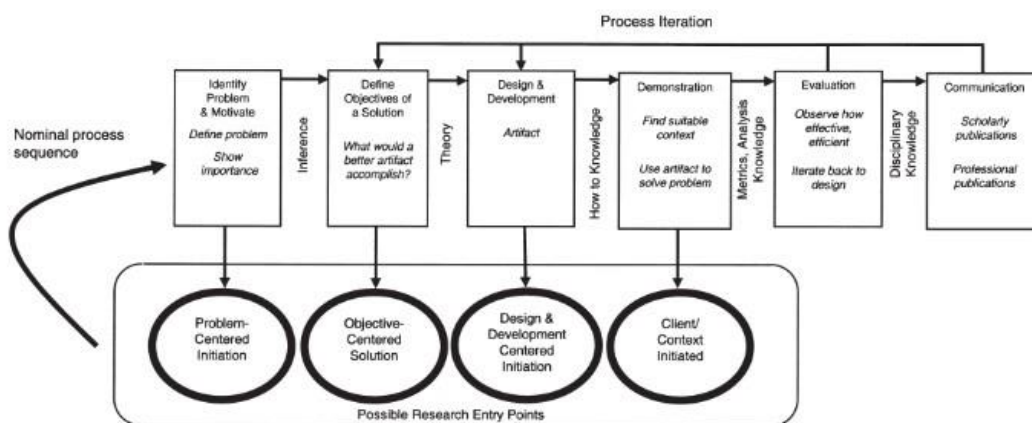 Process Iteration
Nominal process
sequence
Identify
Problem
& Motivate
Define problem
Show
importance
Inference
Define
Objectives of
a Solution
What would a
better artifact
accomplish?
Theory
Design &
Development
Artifact
How to Knowledge
Demonstration
Find suitable
context
Use artifact to
solve problem
Metrics, Analysis
Knowledge
Evaluation
Observe how
effective,
efficient
Iterate back to
design
Disciplinary
Knowledge
Communication
Scholarly
publications
Professional
publications
Problem-
Centered
Initiation
Objective-
Centered
Solution
Design &
Development
Centered
Initiation
Client/
Context
Initiated
Possible Research Entry Points